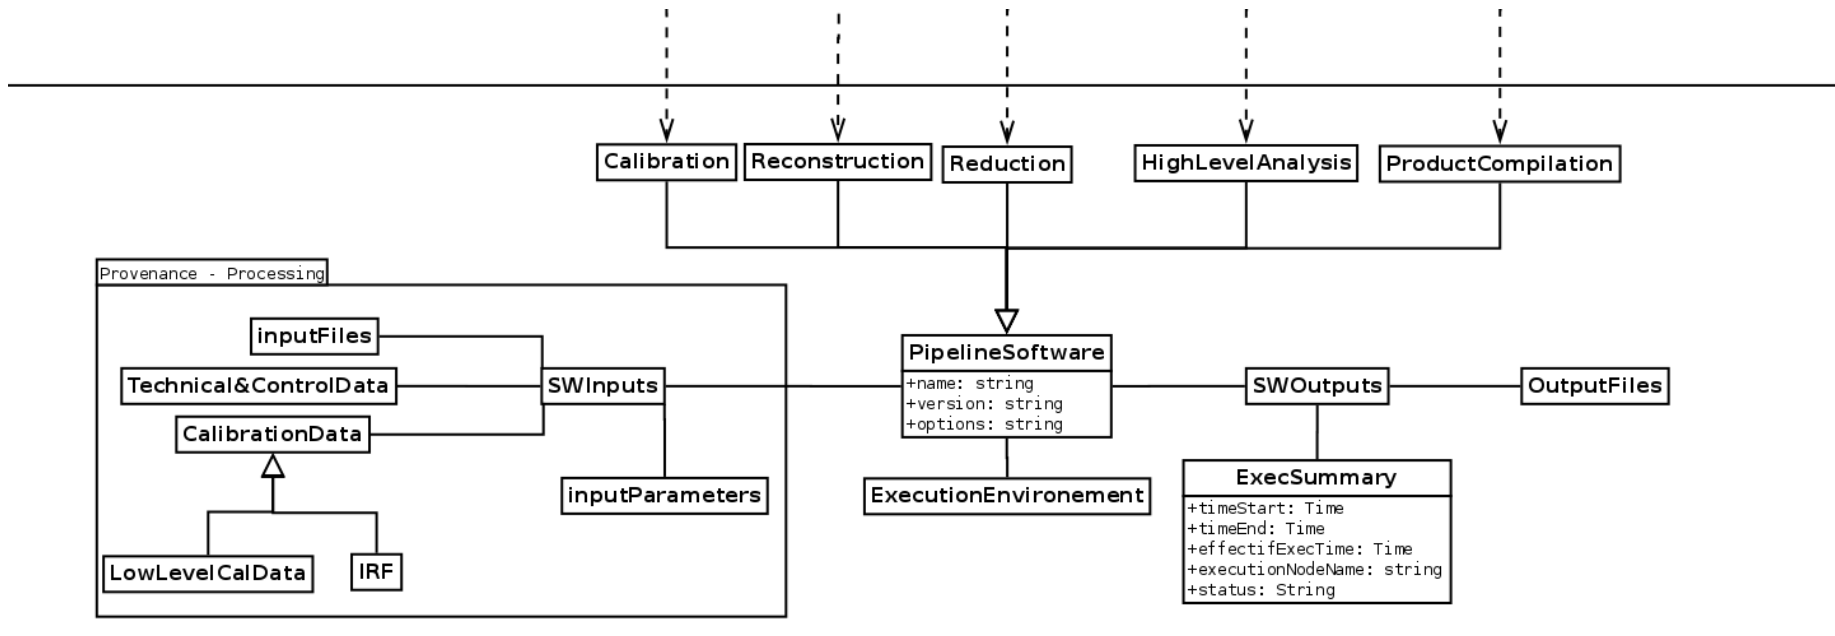 Calibration
Reconstruction
Reduction
HighLevelAnalysis
ProductCompilation
Provenance - Processing
inputFiles
Technical&ControlData
CalibrationData
LowLevelCalData
IRF
SWInputs
inputParameters
PipelineSoftware
+name: string
+version: string
+options: string
ExecutionEnvironement
SWOutputs
OutputFiles
ExecSummary
+timeStart: Time
+timeEnd: Time
+effectifExecTime: Time
+executionNodeName: string
+status: String